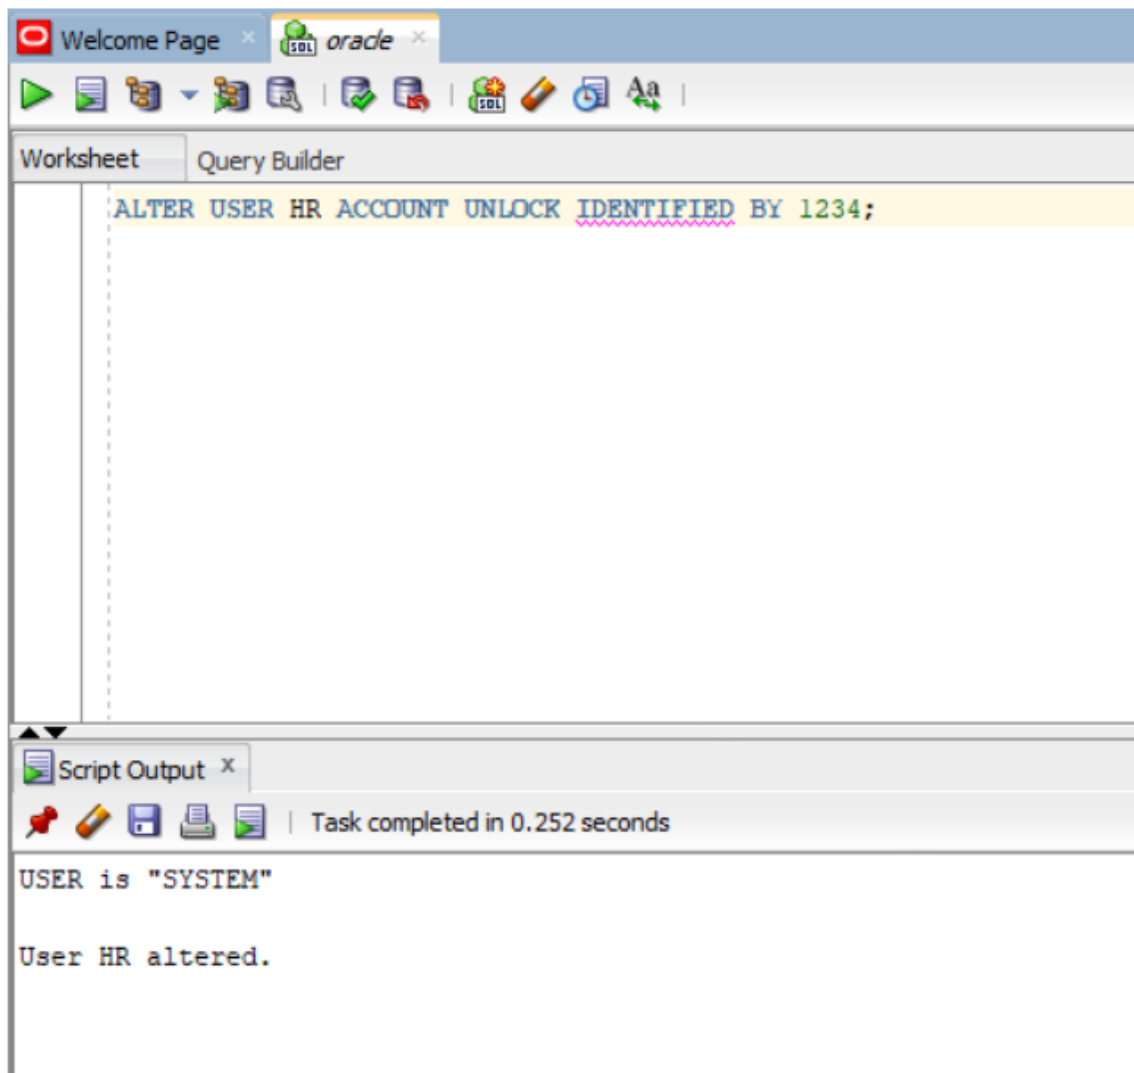 Welcome Page
oracle
Worksheet
Query Builder
ALTER USER HR ACCOUNT UNLOCK IDENTIFIED BY 1234;
Script Output
Task completed in 0.252 seconds
USER is "SYSTEM"
User HR altered.